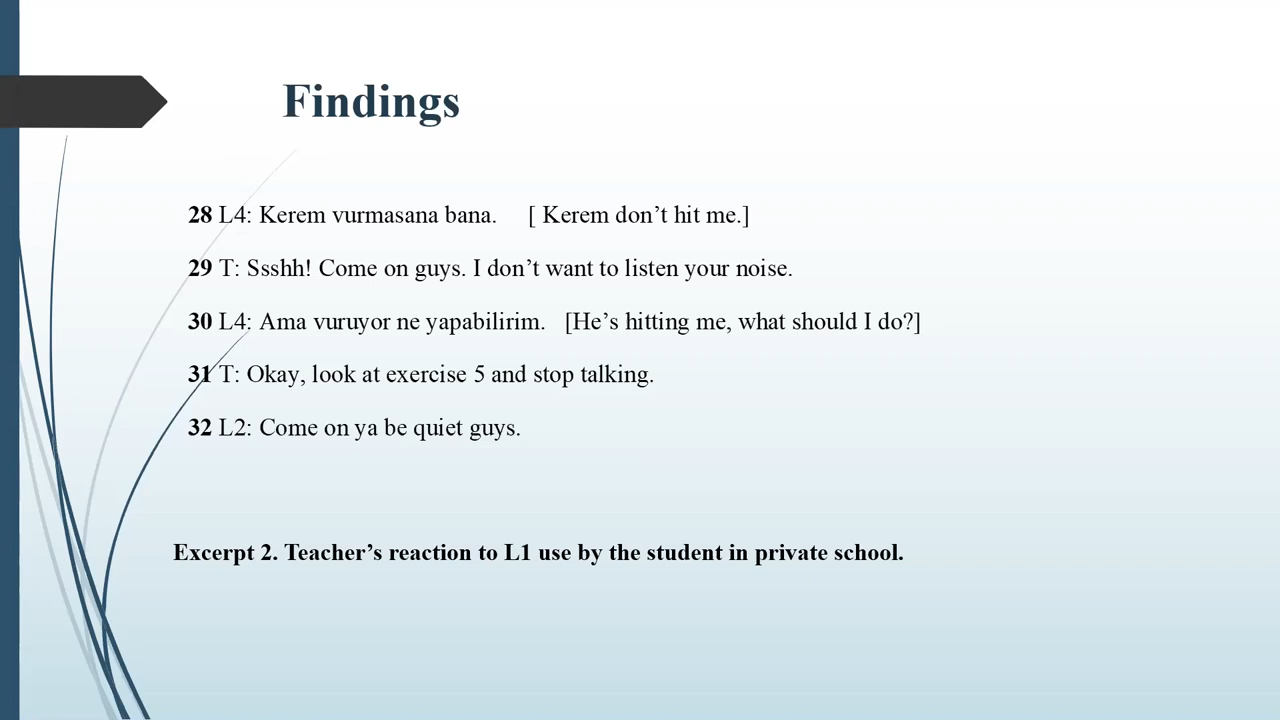 Findings
28 L4: Kerem vurmasana bana. [ Kerem don’t hit me.]
29 T: Ssshh! Come on guys. I don’t want to listen your noise.
30 L4: Ama vuruyor ne yapabilirim. [He’s hitting me, what should I do?]
31 T: Okay, look at exercise 5 and stop talking.
32 L2: Come on ya be quiet guys.
Excerpt 2. Teacher’s reaction to L1 use by the student in private school.